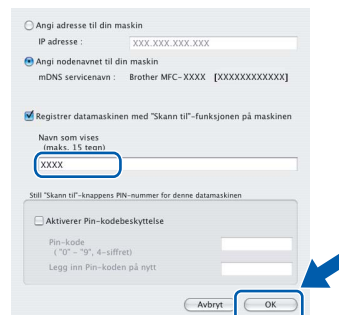 Angi adresse til din maskin
IP adresse : XXX.XXX.XXX.XXX
Angi nodenavnet til din maskin
mDNS servicenavn : Brother MFC-XXXX [XXXXXXXXXXXX]
Registrer datamaskinen med "Skann til"-funksjonen på maskinen
Navn som vises
(maks. 15 tegn)
XXXX
Still "Skann til"-knappens PIN-nummer for denne datamaskinen
Aktiverer Pin-kodebeskyttelse
Pin-kode
( "0" – "9", 4-siffret)
Legg inn Pin-koden på nytt
Avbryt OK